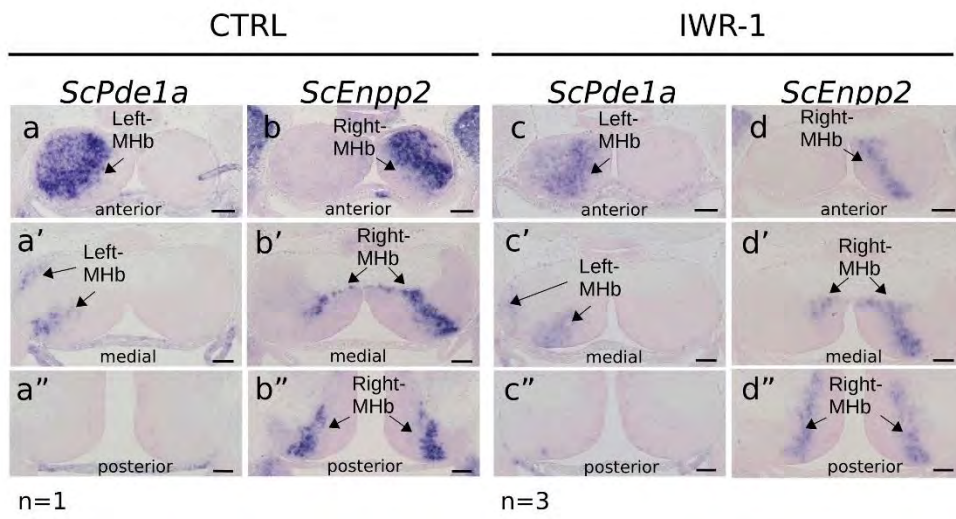 CTRL IWR-1
ScPde1a ScEnpp2 ScPde1a ScEnpp2
a Left-MHb anterior
b Right-MHb anterior
c Left-MHb anterior
d Right-MHb anterior
a’ Left-MHb medial
b’ Right-MHb medial
c’ Left-MHb medial
d’ Right-MHb medial
a” posterior
b” Right-MHb posterior
c” posterior
d” Right-MHb posterior
n=1 n=3